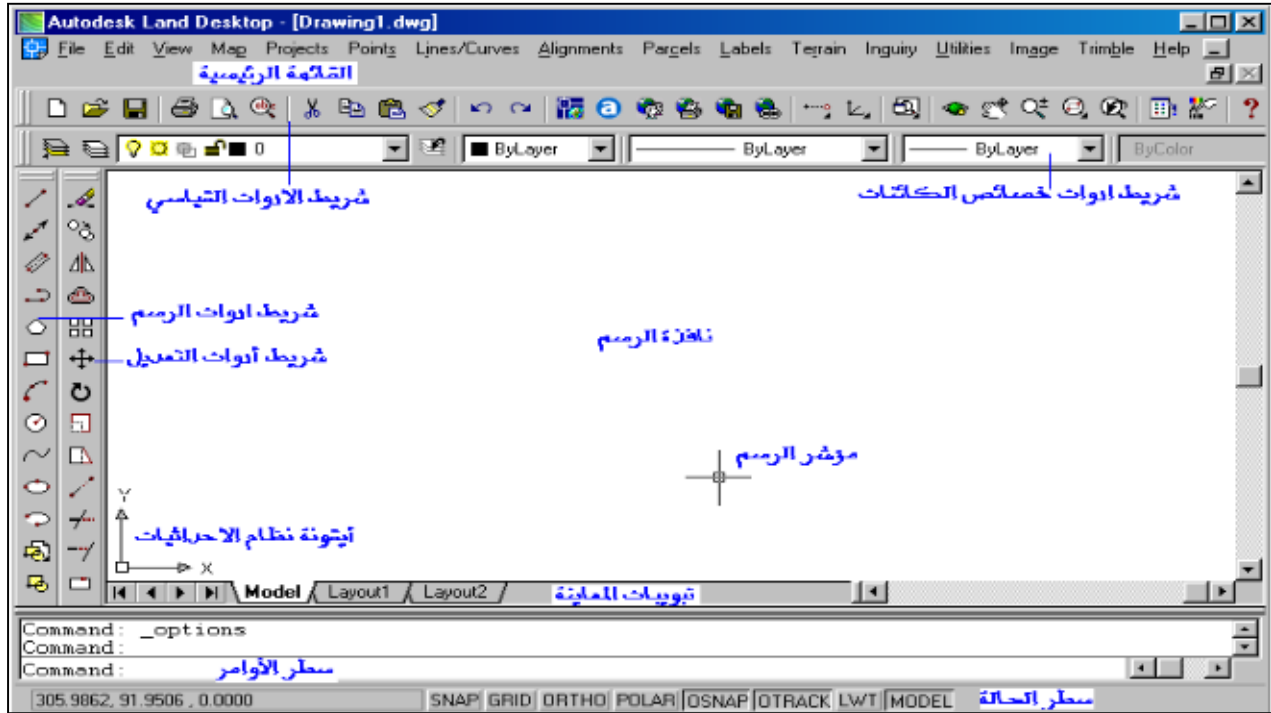 Autodesk Land Desktop - [Drawing1.dwg]
File Edit View Map Projects Points Lines/Curves Alignments Parcels Labels Terrain Inquiry Utilities Image Trimble Help
القائمة الرئيسية
0 ByLayer ByLayer ByLayer ByColor
شريط الادوات القياسي
شريط ادوات خصائص الكائنات
شريط ادوات الرسم
نافذة الرسم
شريط أدوات التعديل
مؤشر الرسم
Y
أيقونة نظام الاحداثيات
X
Model Layout1 Layout2 تبويبات المعاينة
Command: _options
Command:
Command: سطر الأوامر
305.9862, 91.9506 , 0.0000 SNAP GRID ORTHO POLAR OSNAP OTRACK LWT MODEL سطر الحالة